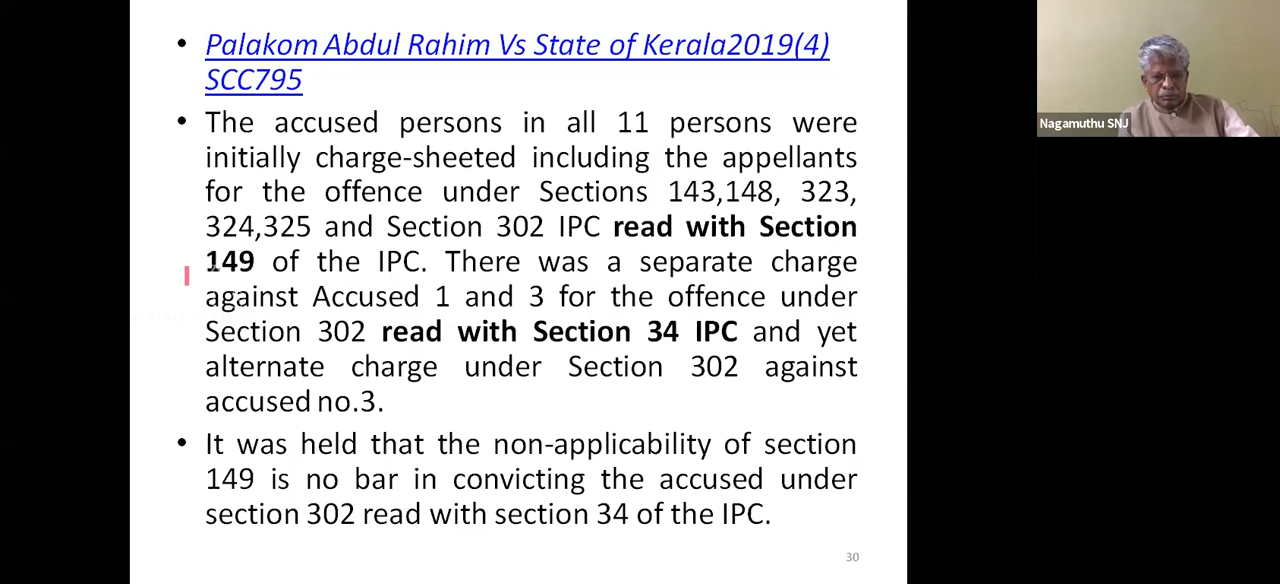 • Palakom Abdul Rahim Vs State of Kerala2019(4)
SCC795
• The accused persons in all 11 persons were
initially charge-sheeted including the appellants
for the offence under Sections 143,148, 323,
324,325 and Section 302 IPC read with Section
149 of the IPC. There was a separate charge
against Accused 1 and 3 for the offence under
Section 302 read with Section 34 IPC and yet
alternate charge under Section 302 against
accused no.3.
• It was held that the non-applicability of section
149 is no bar in convicting the accused under
section 302 read with section 34 of the IPC.
30
Nagamuthu SNJ